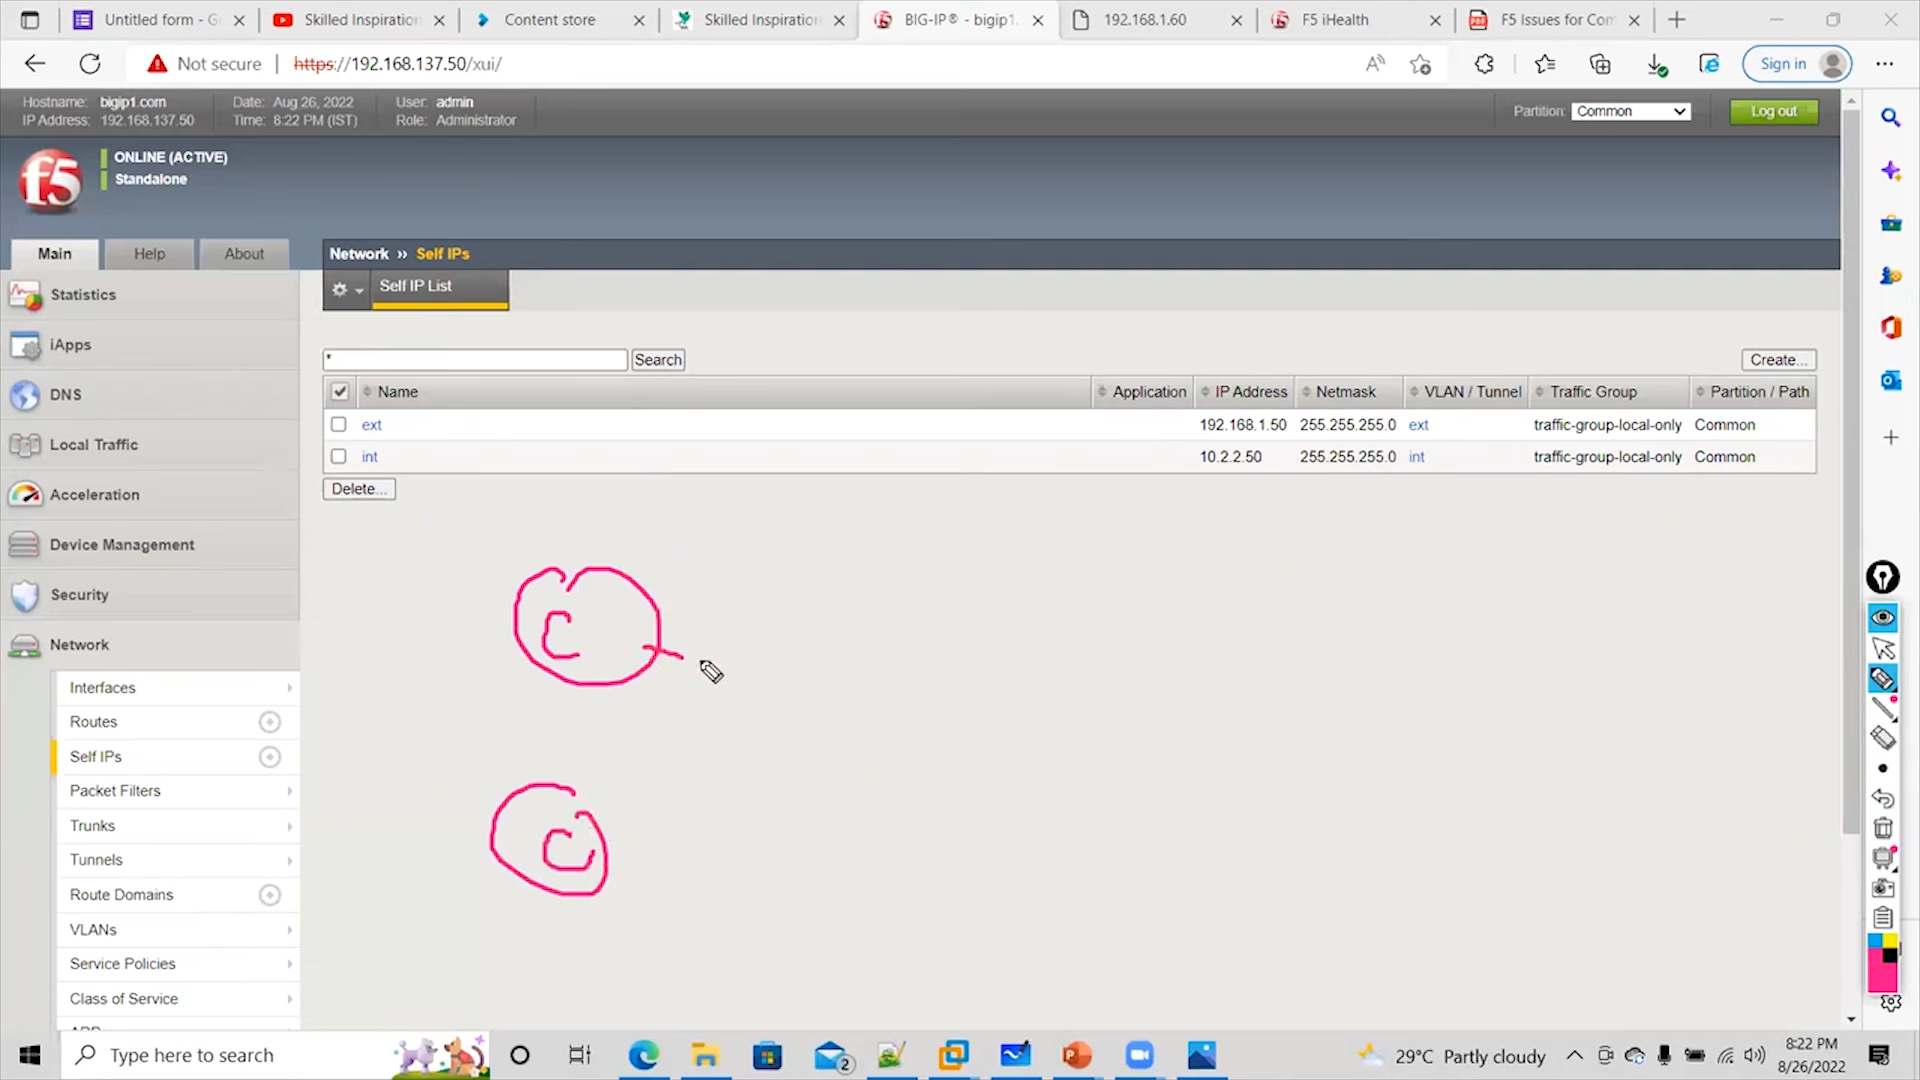 Untitled form - Go
Skilled Inspiration
Content store
Skilled Inspiration
BIG-IP® - bigip1.
192.168.1.60
F5 iHealth
F5 Issues for Com
Not secure
https://192.168.137.50/xui/
Sign in
Hostname: bigip1.com
IP Address: 192.168.137.50
Date: Aug 26, 2022
Time: 8:22 PM (IST)
User: admin
Role: Administrator
Partition: Common
Log out
f5
ONLINE (ACTIVE)
Standalone
Main
Help
About
Network ›› Self IPs
Self IP List
Statistics
iApps
DNS
Local Traffic
Acceleration
Device Management
Security
Network
Interfaces
Routes
Self IPs
Packet Filters
Trunks
Tunnels
Route Domains
VLANs
Service Policies
Class of Service
ARP
* Search
Create...
Name Application IP Address Netmask VLAN / Tunnel Traffic Group Partition / Path
ext 192.168.1.50 255.255.255.0 ext traffic-group-local-only Common
int 10.2.2.50 255.255.255.0 int traffic-group-local-only Common
Delete...
C
C
Type here to search
2
29°C Partly cloudy
8:22 PM
8/26/2022